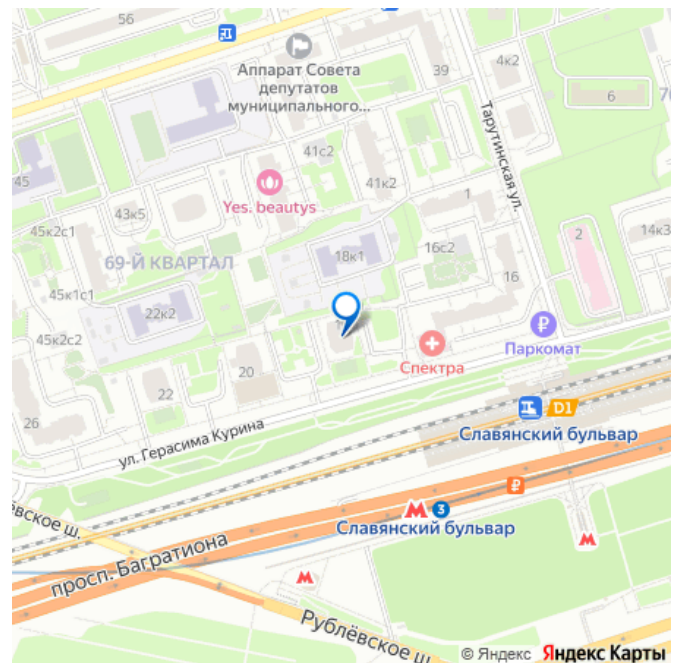 56
Аппарат Совета
депутатов
муниципального...
39
4к2
6
Тарутинская ул.
45
41с2
41к2
Yes. beautys
43к5
45к2с1
1
2
14к3
69-Й КВАРТАЛ
18к1
16с2
16
45к1с1
22к2
45к2с2
Спектра
Паркомат
20
22
26
D1
Славянский бульвар
ул. Герасима Курина
3
Славянский бульвар
просп. Багратиона
ёвское ш.
Рублёвское ш.
© Яндекс Яндекс Карты